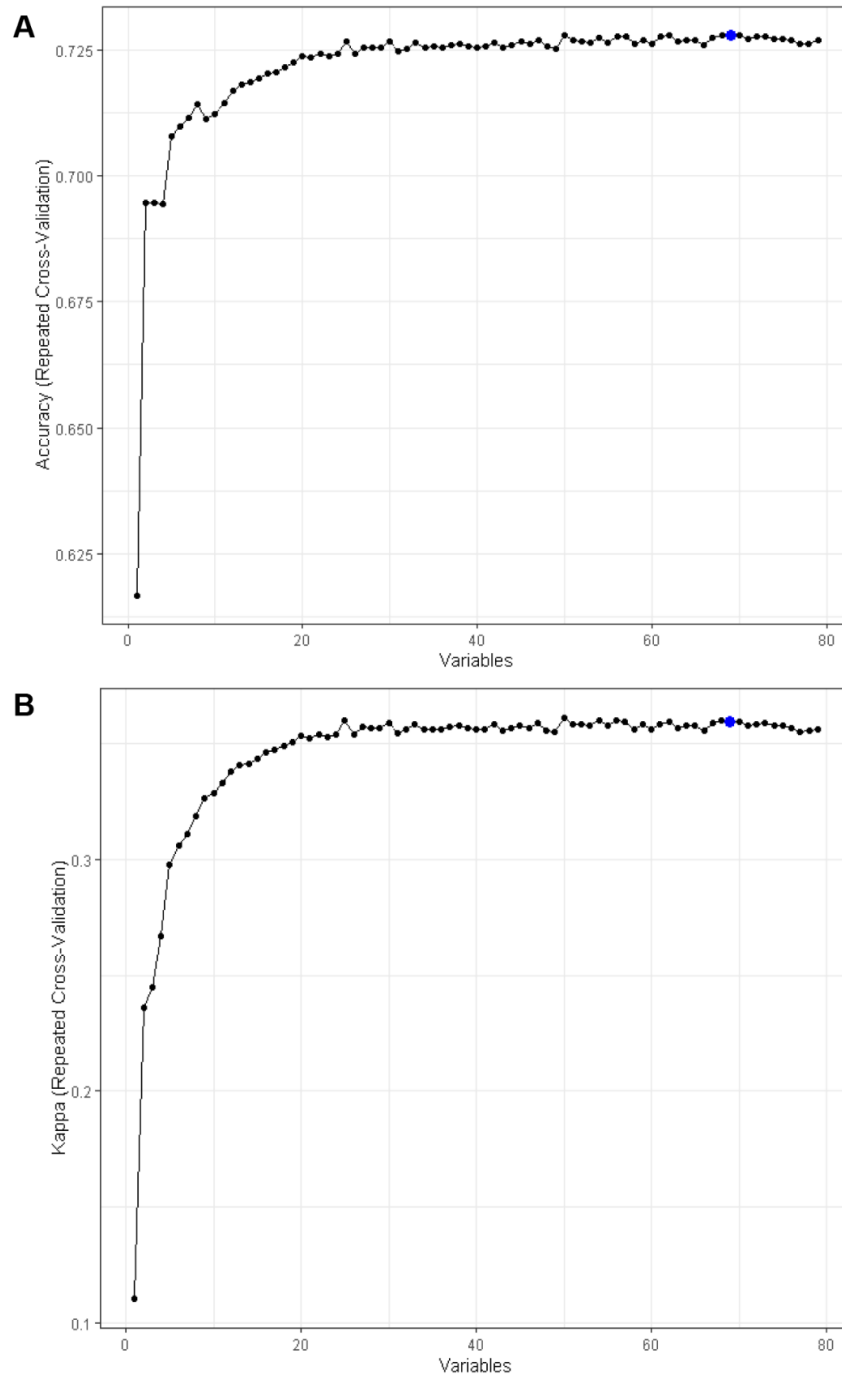 A
Accuracy (Repeated Cross-Validation)
0.725
0.700
0.675
0.650
0.625
0 20 40 60 80
Variables
B
Kappa (Repeated Cross-Validation)
0.3
0.2
0.1
0 20 40 60 80
Variables